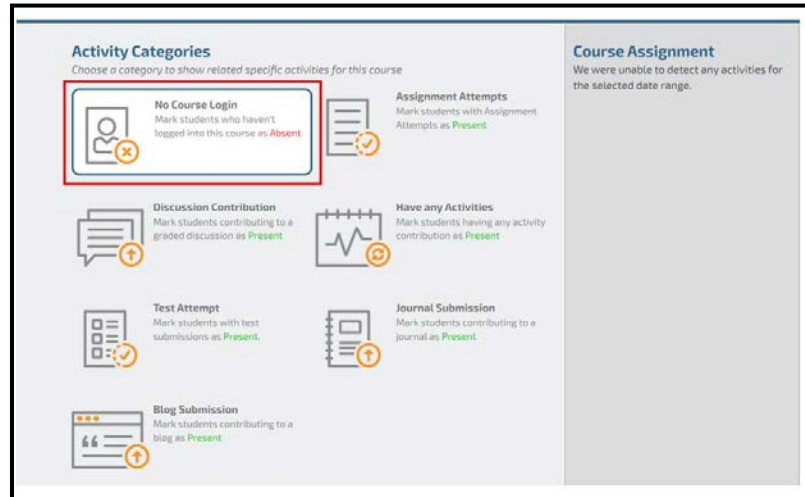 Activity Categories
Choose a category to show related specific activities for this course
No Course Login
Mark students who haven't
logged into this course as Absent
Assignment Attempts
Mark students with Assignment
Attempts as Present
Discussion Contribution
Mark students contributing to a
graded discussion as Present
Have any Activities
Mark students having any activity
contribution as Present
Test Attempt
Mark students with test
submissions as Present.
Journal Submission
Mark students contributing to a
journal as Present
Blog Submission
Mark students contributing to a
blog as Present
Course Assignment
We were unable to detect any activities for
the selected date range.